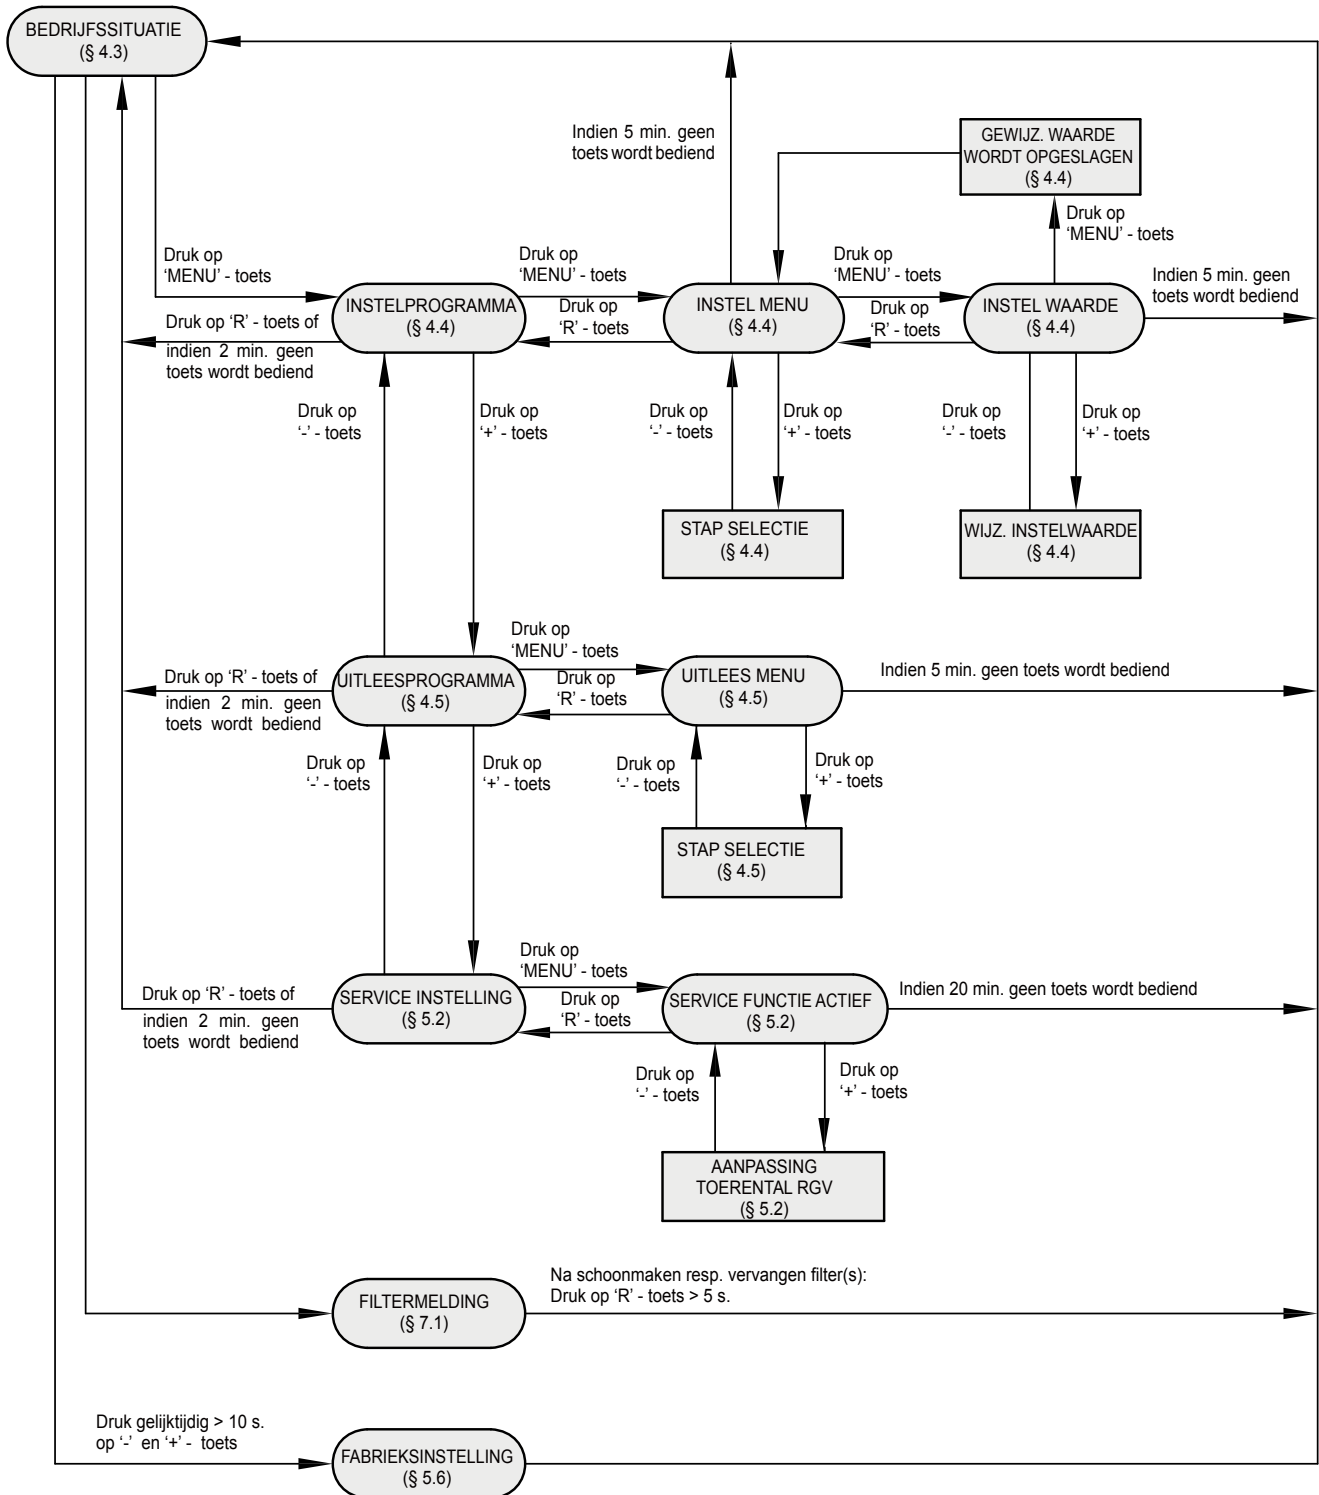 BEDRIJFSSITUATIE
(§ 4.3)
Indien 5 min. geen
toets wordt bediend
GEWIJZ. WAARDE
WORDT OPGESLAGEN
(§ 4.4)
Druk op
‘MENU’ - toets
Druk op
‘MENU’ - toets
Druk op
‘MENU’ - toets
Druk op
‘MENU’ - toets
Indien 5 min. geen
toets wordt bediend
INSTELPROGRAMMA
(§ 4.4)
Druk op
‘R’ - toets
INSTEL MENU
(§ 4.4)
Druk op
‘R’ - toets
INSTEL WAARDE
(§ 4.4)
Druk op ‘R’ - toets of
indien 2 min. geen
toets wordt bediend
Druk op
‘-’ - toets
Druk op
‘+’ - toets
Druk op
‘-’ - toets
Druk op
‘+’ - toets
Druk op
‘-’ - toets
Druk op
‘+’ - toets
STAP SELECTIE
(§ 4.4)
WIJZ. INSTELWAARDE
(§ 4.4)
Druk op
‘MENU’ - toets
Druk op ‘R’ - toets of
indien 2 min. geen
toets wordt bediend
UITLEESPROGRAMMA
(§ 4.5)
Druk op
‘R’ - toets
UITLEES MENU
(§ 4.5)
Indien 5 min. geen toets wordt bediend
Druk op
‘-’ - toets
Druk op
‘+’ - toets
Druk op
‘-’ - toets
Druk op
‘+’ - toets
STAP SELECTIE
(§ 4.5)
Druk op
‘MENU’ - toets
Druk op ‘R’ - toets of
indien 2 min. geen
toets wordt bediend
SERVICE INSTELLING
(§ 5.2)
Druk op
‘R’ - toets
SERVICE FUNCTIE ACTIEF
(§ 5.2)
Indien 20 min. geen toets wordt bediend
Druk op
‘-’ - toets
Druk op
‘+’ - toets
AANPASSING
TOERENTAL RGV
(§ 5.2)
FILTERMELDING
(§ 7.1)
Na schoonmaken resp. vervangen filter(s):
Druk op ‘R’ - toets > 5 s.
Druk gelijktijdig > 10 s.
op ‘-’ en ‘+’ - toets
FABRIEKSINSTELLING
(§ 5.6)